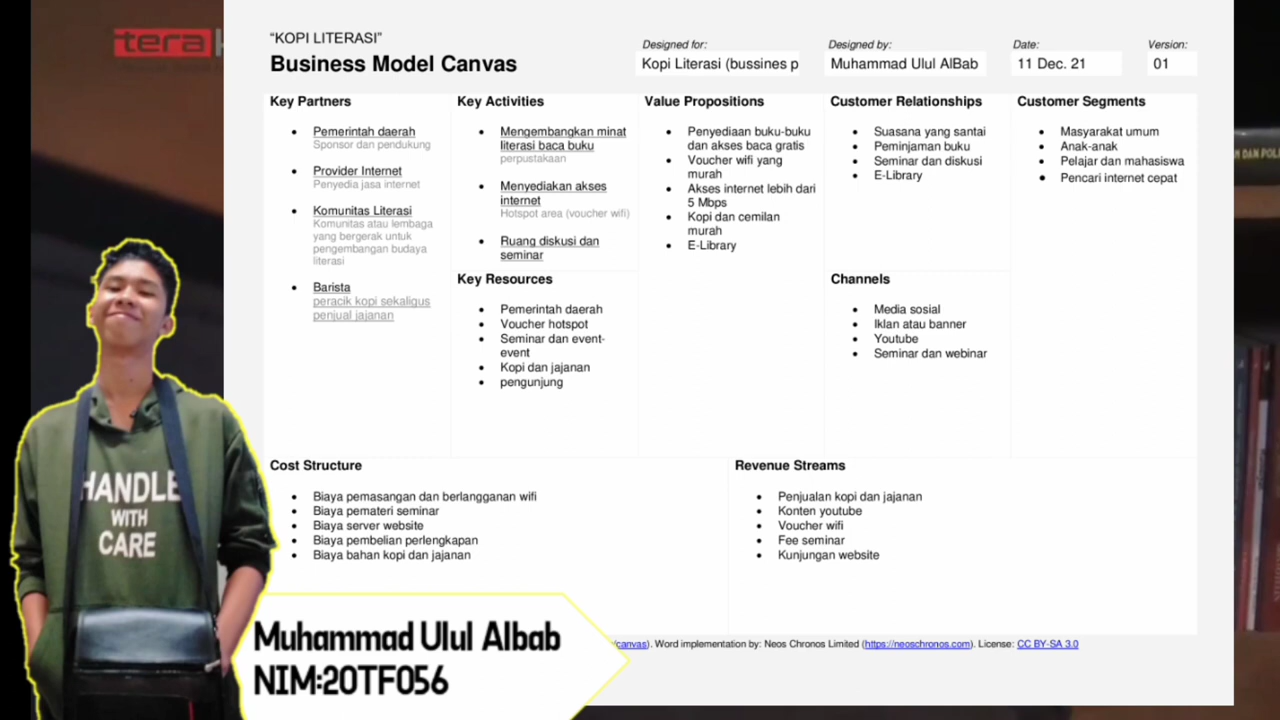 tera
"KOPI LITERASI"
Business Model Canvas
Designed for:
Kopi Literasi (bussines p
Designed by:
Muhammad Ulul AlBab
Date:
11 Dec. 21
Version:
01
Key Partners
• Pemerintah daerah
Sponsor dan pendukung
• Provider Internet
Penyedia jasa internet
• Komunitas Literasi
Komunitas atau lembaga
yang bergerak untuk
pengembangan budaya
literasi
• Barista
peracik kopi sekaligus
penjual jajanan
Key Activities
• Mengembangkan minat
literasi baca buku
perpustakaan
• Menyediakan akses
internet
Hotspot area (voucher wifi)
• Ruang diskusi dan
seminar
Key Resources
• Pemerintah daerah
• Voucher hotspot
• Seminar dan event-
event
• Kopi dan jajanan
• pengunjung
Value Propositions
• Penyediaan buku-buku
dan akses baca gratis
• Voucher wifi yang
murah
• Akses internet lebih dari
5 Mbps
• Kopi dan cemilan
murah
• E-Library
Customer Relationships
• Suasana yang santai
• Peminjaman buku
• Seminar dan diskusi
• E-Library
Channels
• Media sosial
• Iklan atau banner
• Youtube
• Seminar dan webinar
Customer Segments
• Masyarakat umum
• Anak-anak
• Pelajar dan mahasiswa
• Pencari internet cepat
Cost Structure
• Biaya pemasangan dan berlangganan wifi
• Biaya pemateri seminar
• Biaya server website
• Biaya pembelian perlengkapan
• Biaya bahan kopi dan jajanan
Revenue Streams
• Penjualan kopi dan jajanan
• Konten youtube
• Voucher wifi
• Fee seminar
• Kunjungan website
canvas). Word implementation by: Neos Chronos Limited (https://neoschronos.com). License: CC BY-SA 3.0
HANDLE
WITH
CARE
Muhammad Ulul Albab
NIM:20TF056